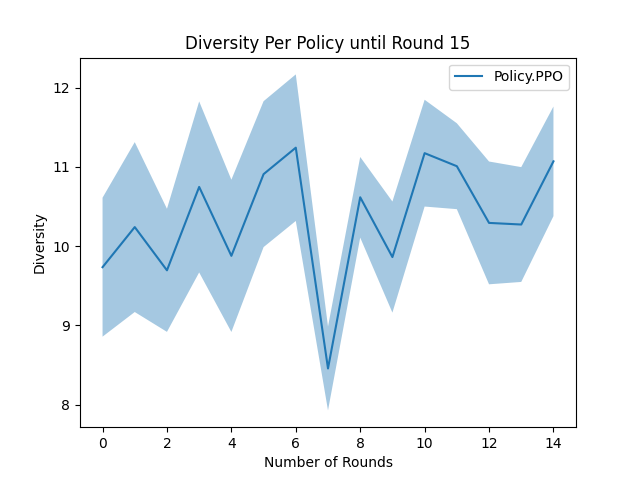 Diversity Per Policy until Round 15
Policy.PPO
12
11
10
9
8
Diversity
0 2 4 6 8 10 12 14
Number of Rounds